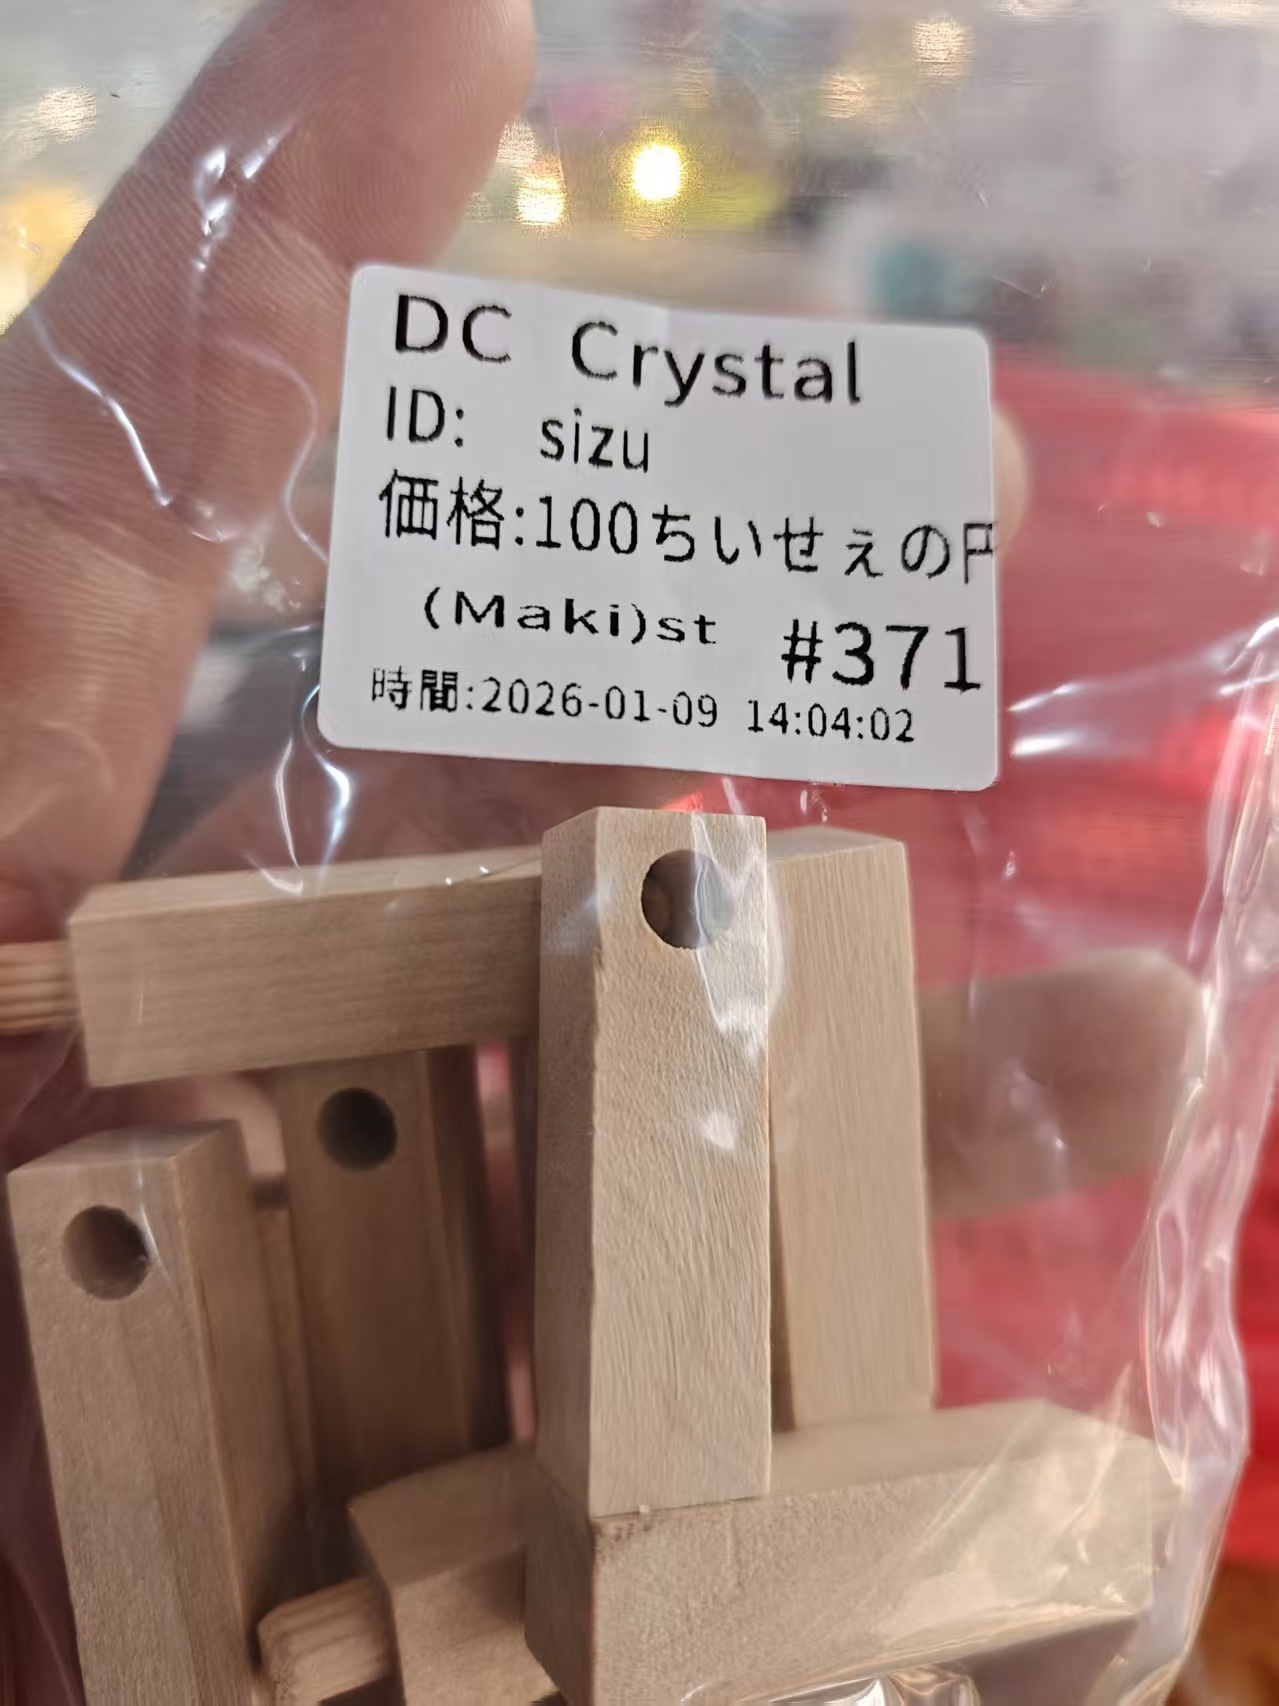 DC Crystal
ID: sizu
価格:100ちいせぇの円
(Maki)st #371
時間:2026-01-09 14:04:02